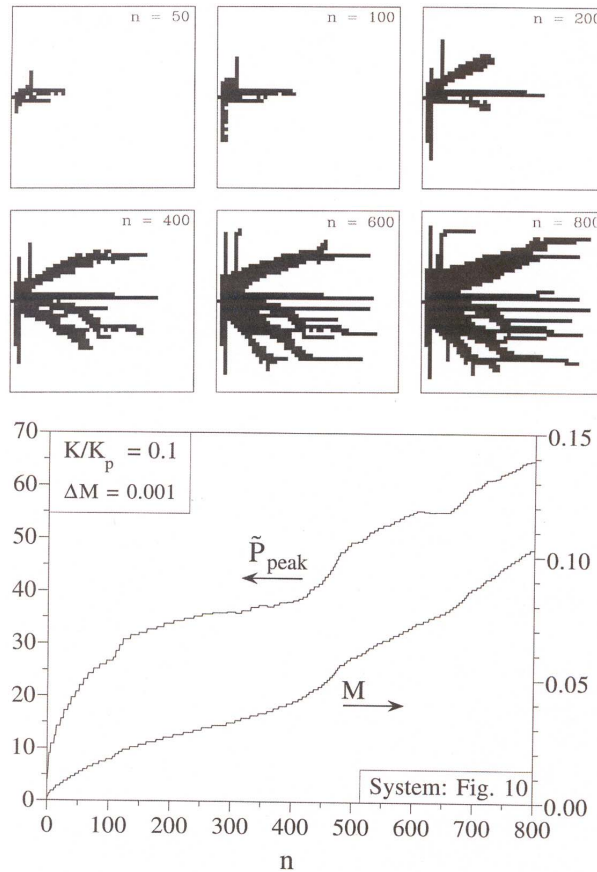 n = 50
n = 100
n = 200
n = 400
n = 600
n = 800
70
60
50
40
30
20
10
0
K/Kp = 0.1
ΔM = 0.001
P̃peak
M
System: Fig. 10
0.15
0.10
0.05
0.00
0 100 200 300 400 500 600 700 800
n